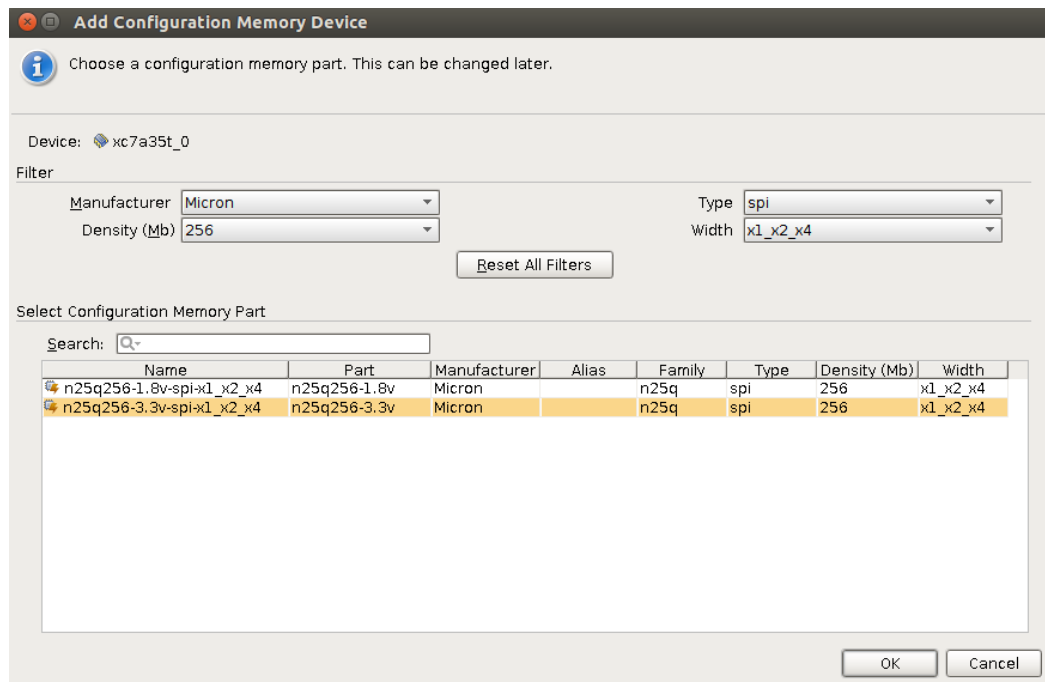 Add Configuration Memory Device
Choose a configuration memory part. This can be changed later.
Device: xc7a35t_0
Filter
Manufacturer Micron Type spi
Density (Mb) 256 Width x1_x2_x4
Reset All Filters
Select Configuration Memory Part
Search:
Name Part Manufacturer Alias Family Type Density (Mb) Width
n25q256-1.8v-spi-x1_x2_x4 n25q256-1.8v Micron n25q spi 256 x1_x2_x4
n25q256-3.3v-spi-x1_x2_x4 n25q256-3.3v Micron n25q spi 256 x1_x2_x4
OK Cancel